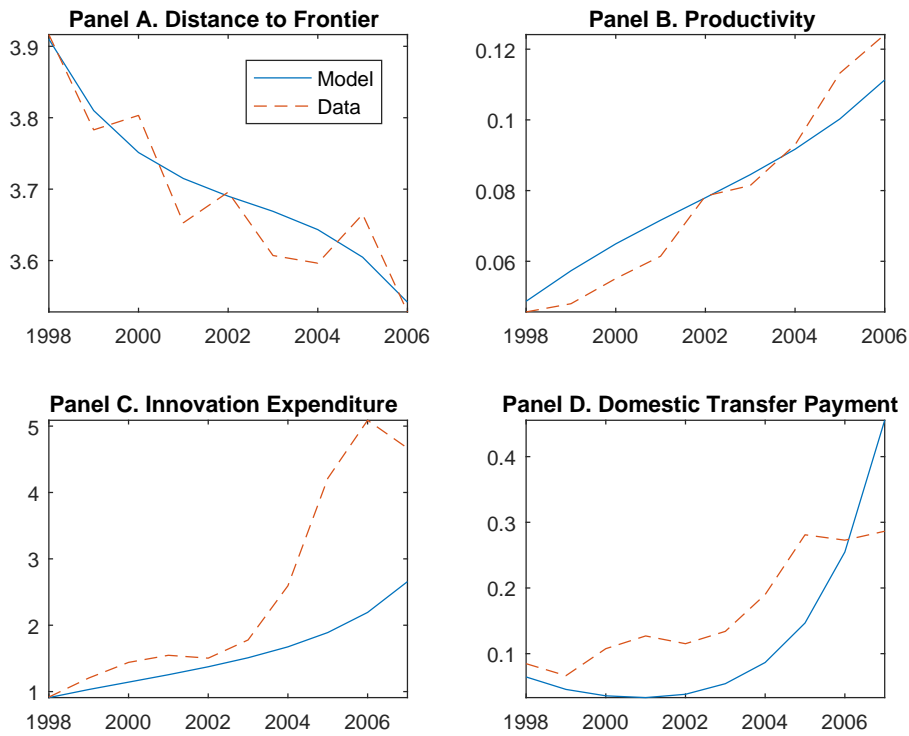 Panel A. Distance to Frontier
3.9
3.8
3.7
3.6
1998 2000 2002 2004 2006
Model
Data
Panel B. Productivity
0.12
0.1
0.08
0.06
1998 2000 2002 2004 2006
Panel C. Innovation Expenditure
5
4
3
2
1
1998 2000 2002 2004 2006
Panel D. Domestic Transfer Payment
0.4
0.3
0.2
0.1
1998 2000 2002 2004 2006